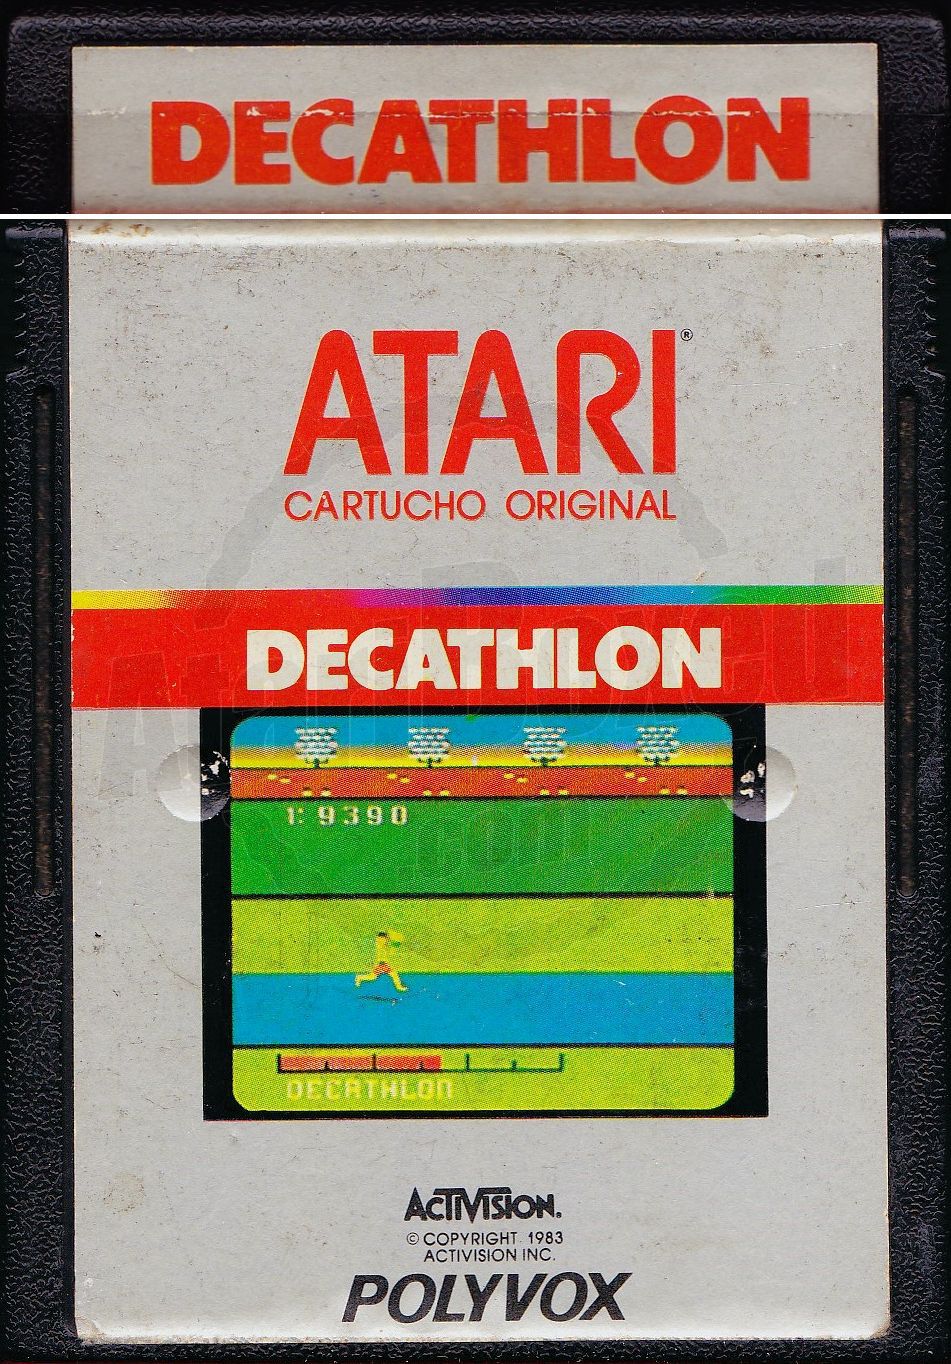 DECATHLON
ATARI®
CARTUCHO ORIGINAL
DECATHLON
1: 9390
DECATHLON
ACTIVISION.
© COPYRIGHT 1983
ACTIVISION INC.
POLYVOX